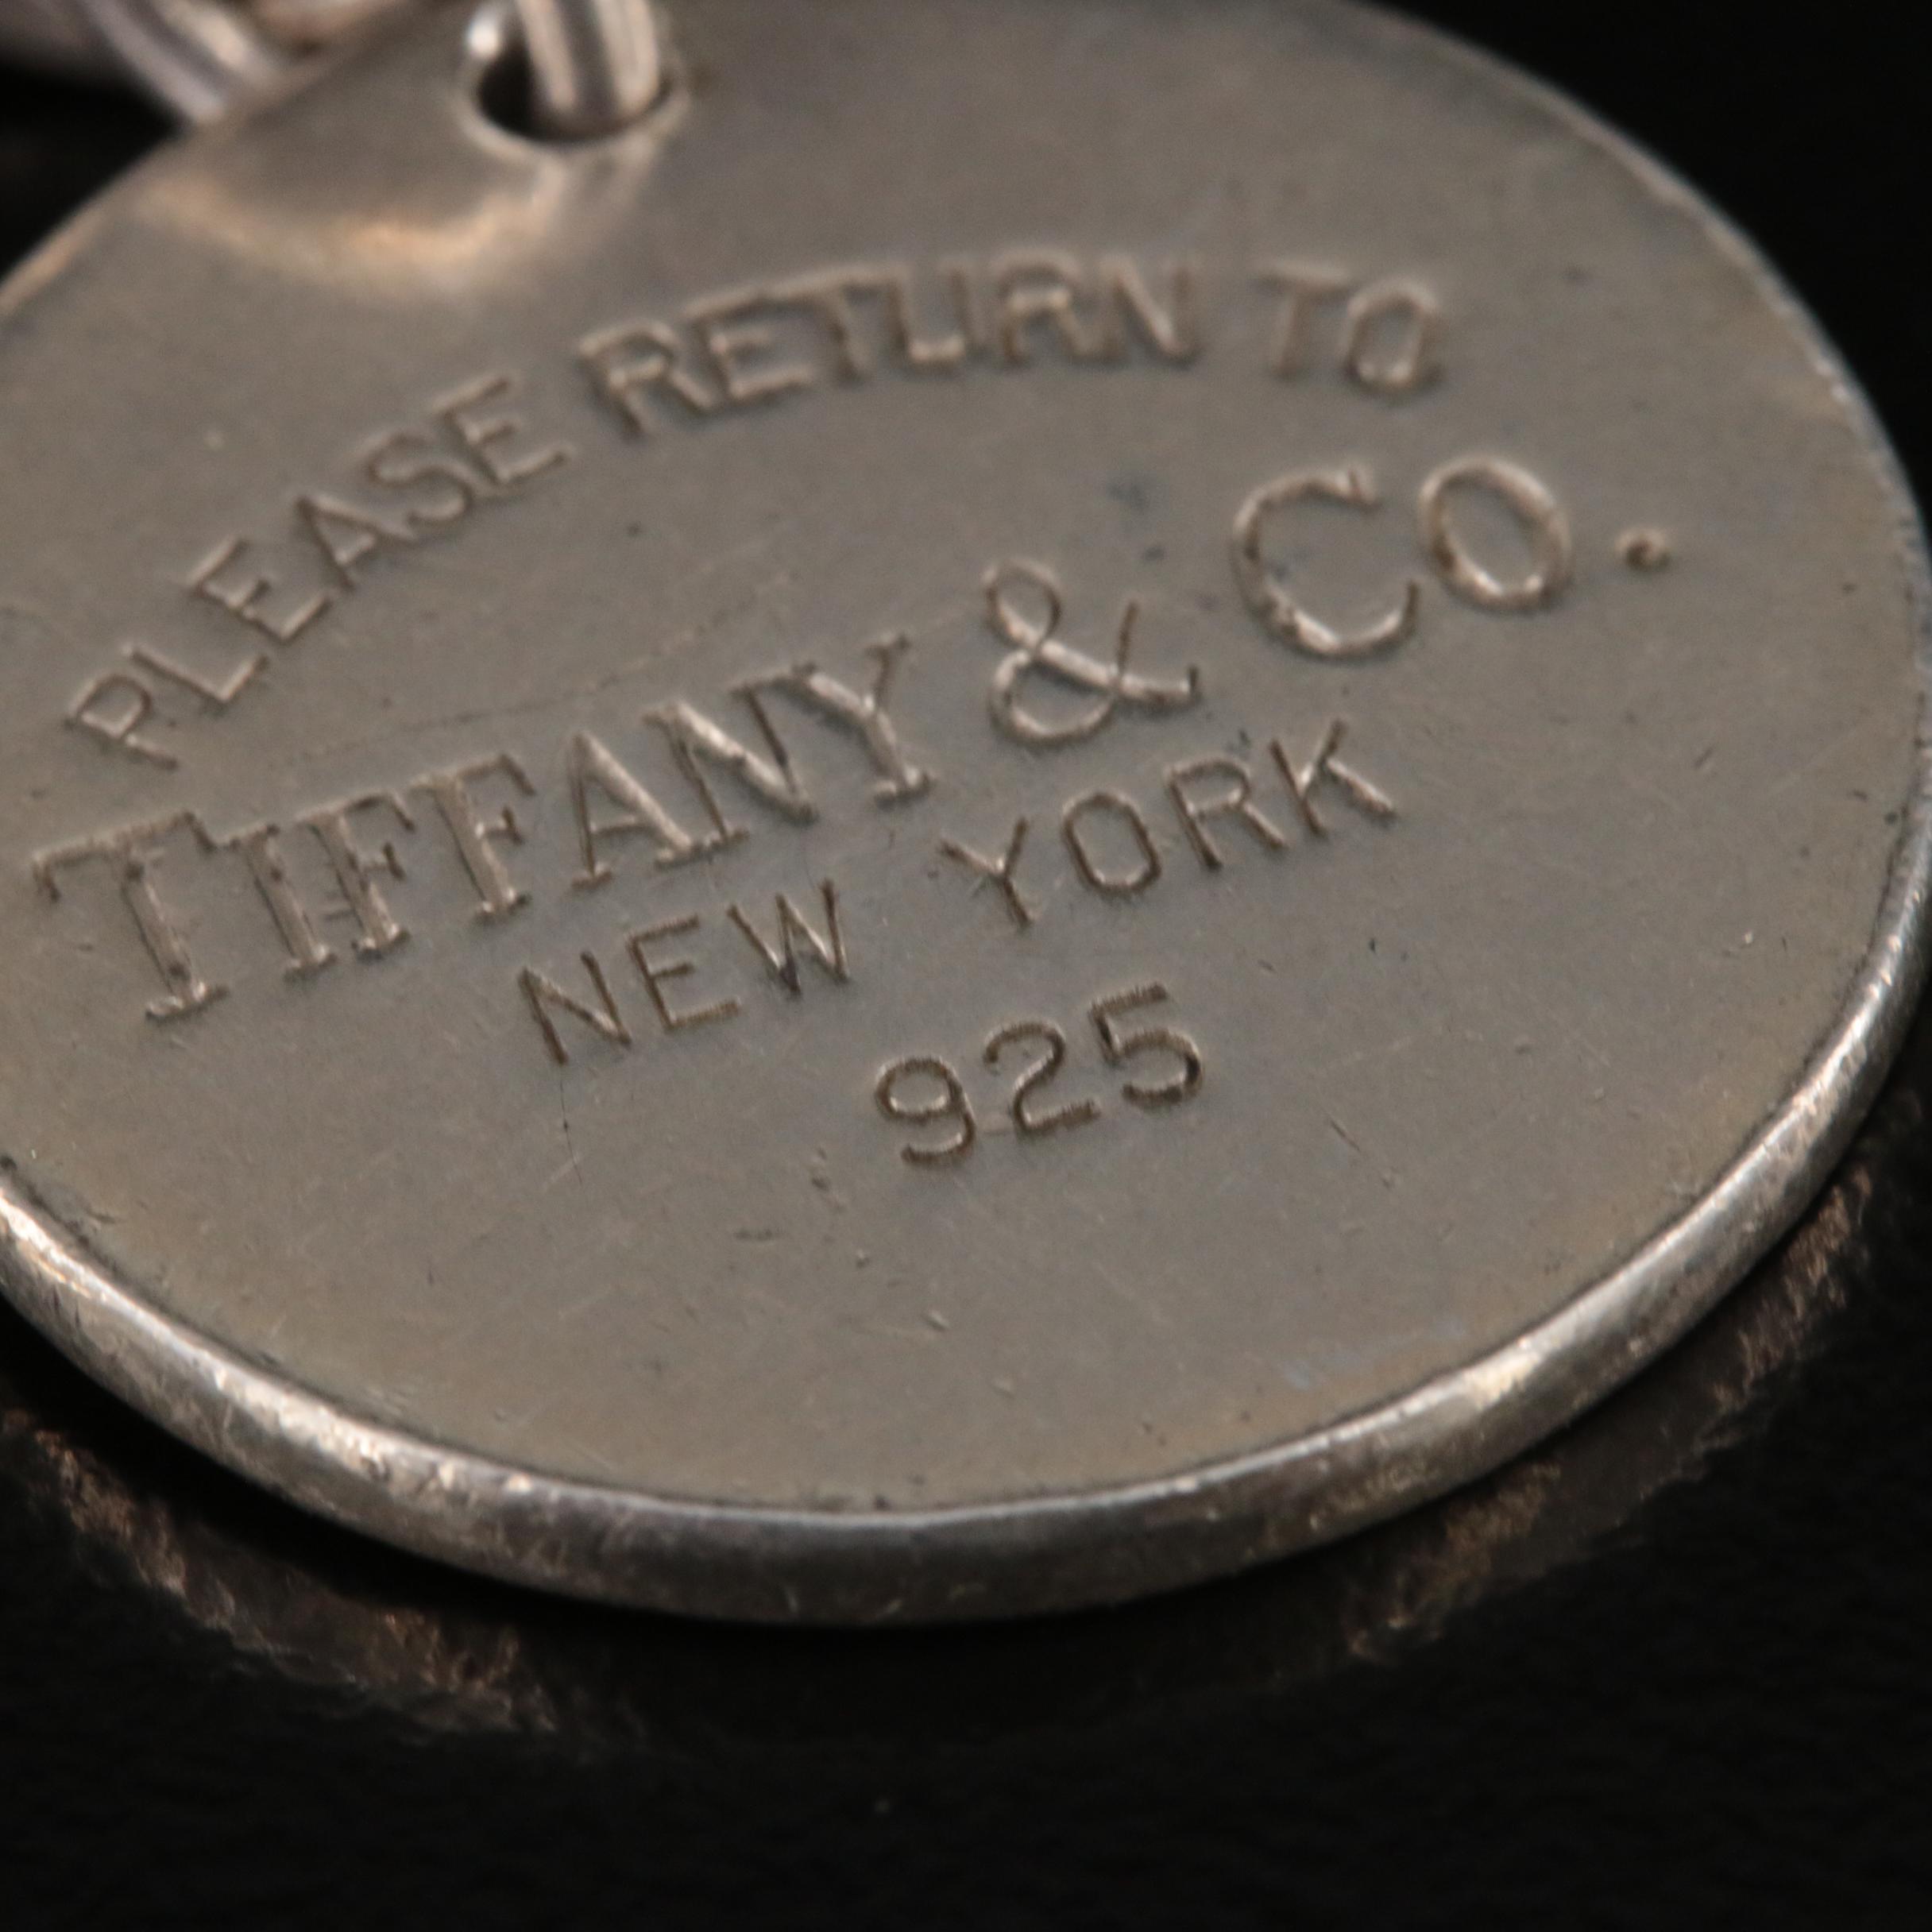 PLEASE RETURN TO
TIFFANY & CO.
NEW YORK
925